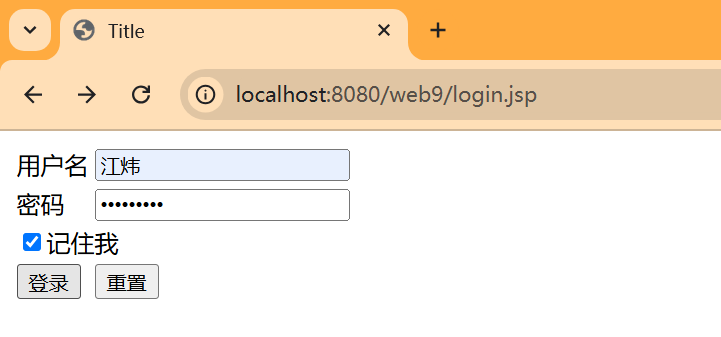 Title
localhost:8080/web9/login.jsp
用户名 江炜
密码 •••••••••
记住我
登录 重置